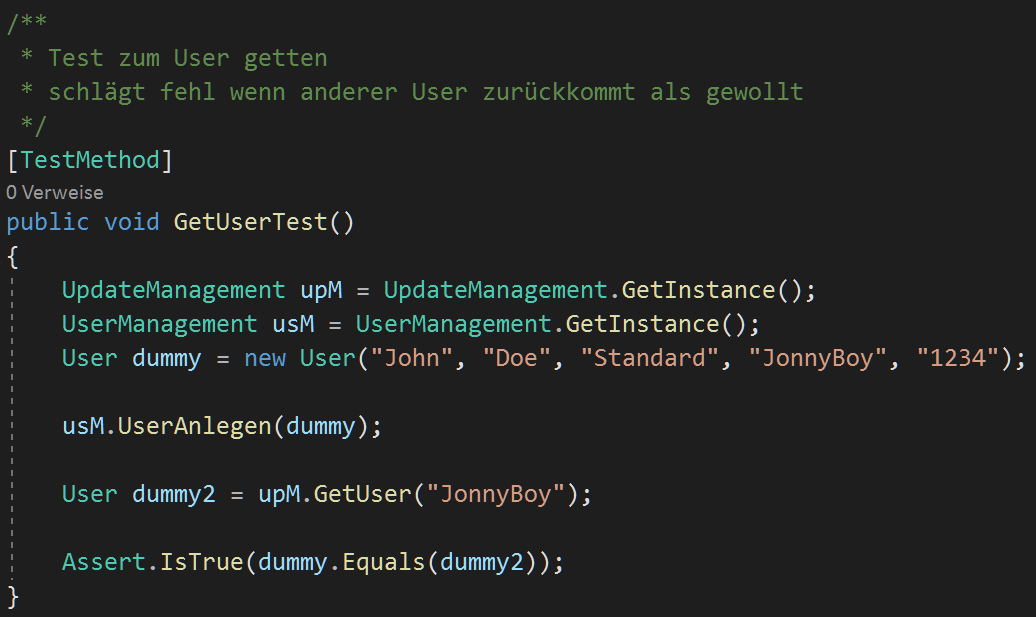 /**
 * Test zum User getten
 * schlägt fehl wenn anderer User zurückkommt als gewollt
 */
[TestMethod]
0 Verweise
public void GetUserTest()
{
    UpdateManagement upM = UpdateManagement.GetInstance();
    UserManagement usM = UserManagement.GetInstance();
    User dummy = new User("John", "Doe", "Standard", "JonnyBoy", "1234");
    usM.UserAnlegen(dummy);
    User dummy2 = upM.GetUser("JonnyBoy");
    Assert.IsTrue(dummy.Equals(dummy2));
}